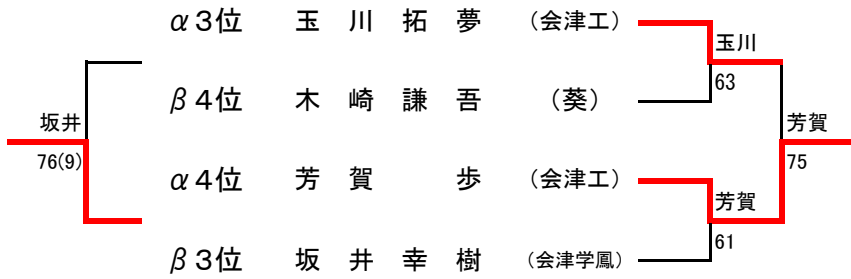 α3位 玉川拓夢 (会津工)
玉川
63
β4位 木崎謙吾 (葵)
坂井
76(9)
芳賀
75
α4位 芳賀 歩 (会津工)
芳賀
61
β3位 坂井幸樹 (会津学鳳)